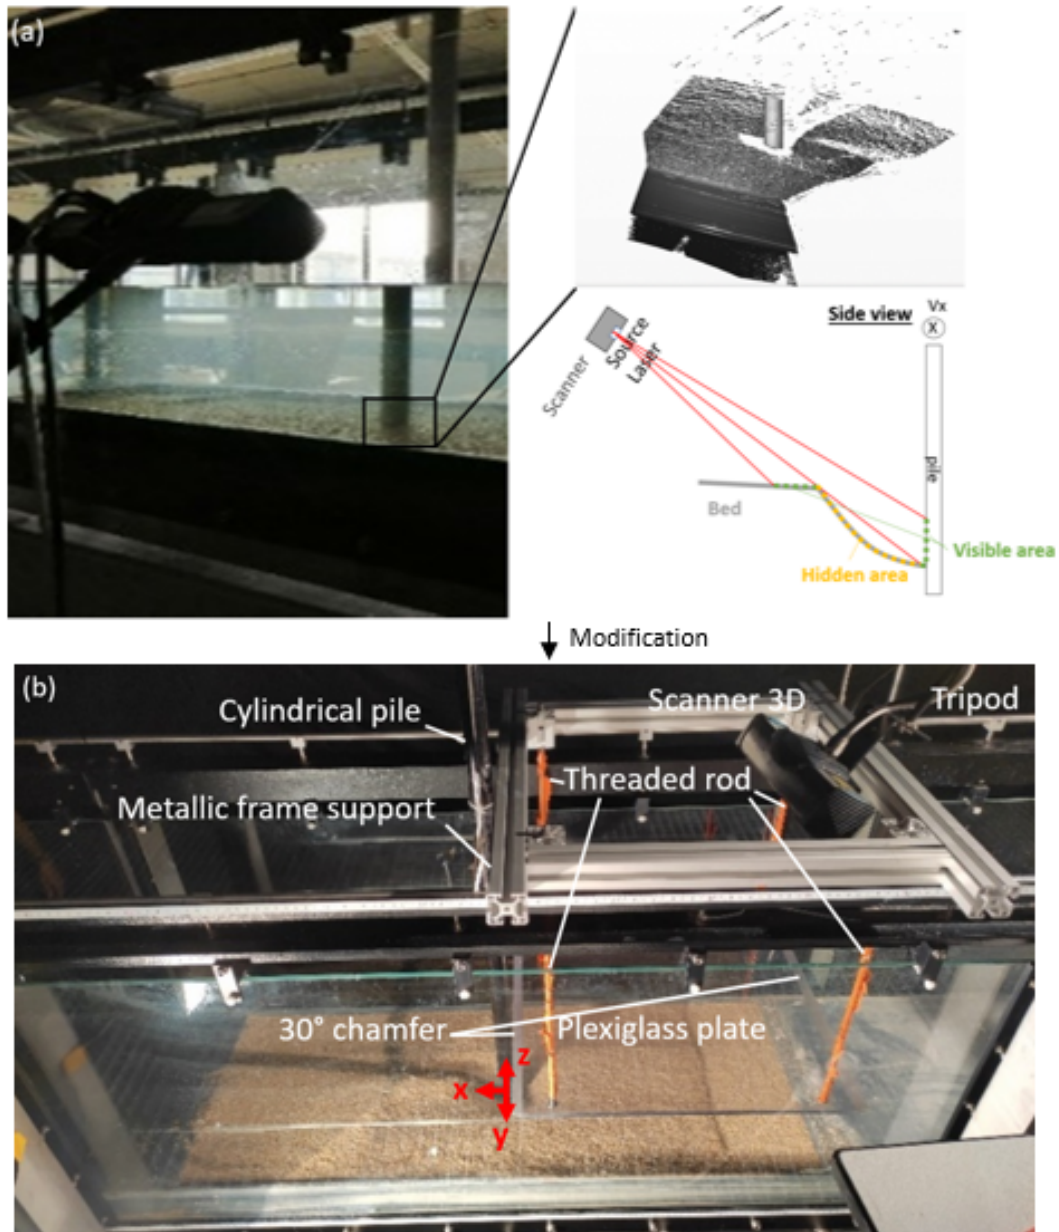 (a)
Side view
Vx
X
Scanner
Source
Laser
pile
Bed
Visible area
Hidden area
Modification
(b)
Cylindrical pile
Scanner 3D
Tripod
Threaded rod
Metallic frame support
30° chamfer
Plexiglass plate
z
x
y